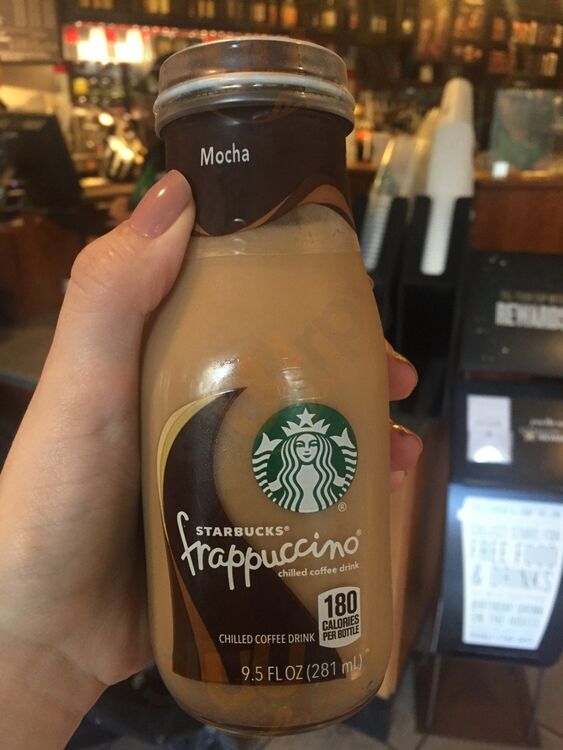 Mocha
STARBUCKS®
frappuccino®
chilled coffee drink
180
CALORIES
PER BOTTLE
CHILLED COFFEE DRINK
9.5 FL OZ (281 mL)
REWARDS
FREE FOOD
& DRINKS